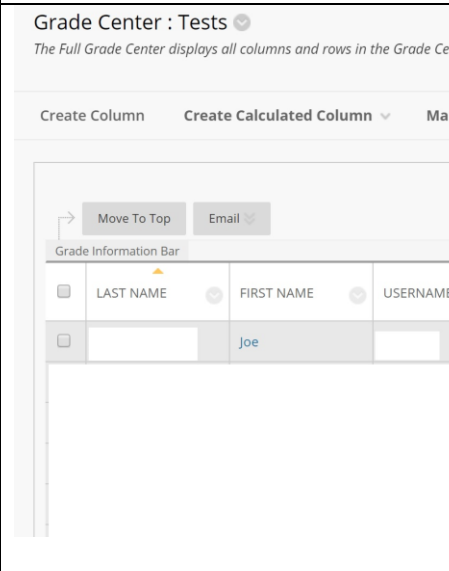 Grade Center : Tests
The Full Grade Center displays all columns and rows in the Grade Ce
Create Column Create Calculated Column Ma
Move To Top Email
Grade Information Bar
LAST NAME FIRST NAME USERNAME
Joe